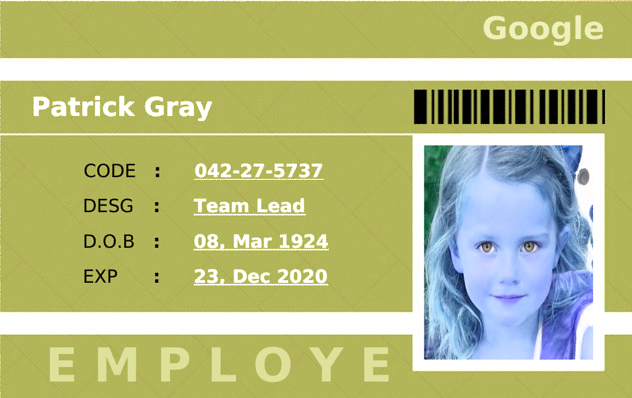 Google
Patrick Gray
CODE : 042-27-5737
DESG : Team Lead
D.O.B : 08, Mar 1924
EXP : 23, Dec 2020
EMPLOYE